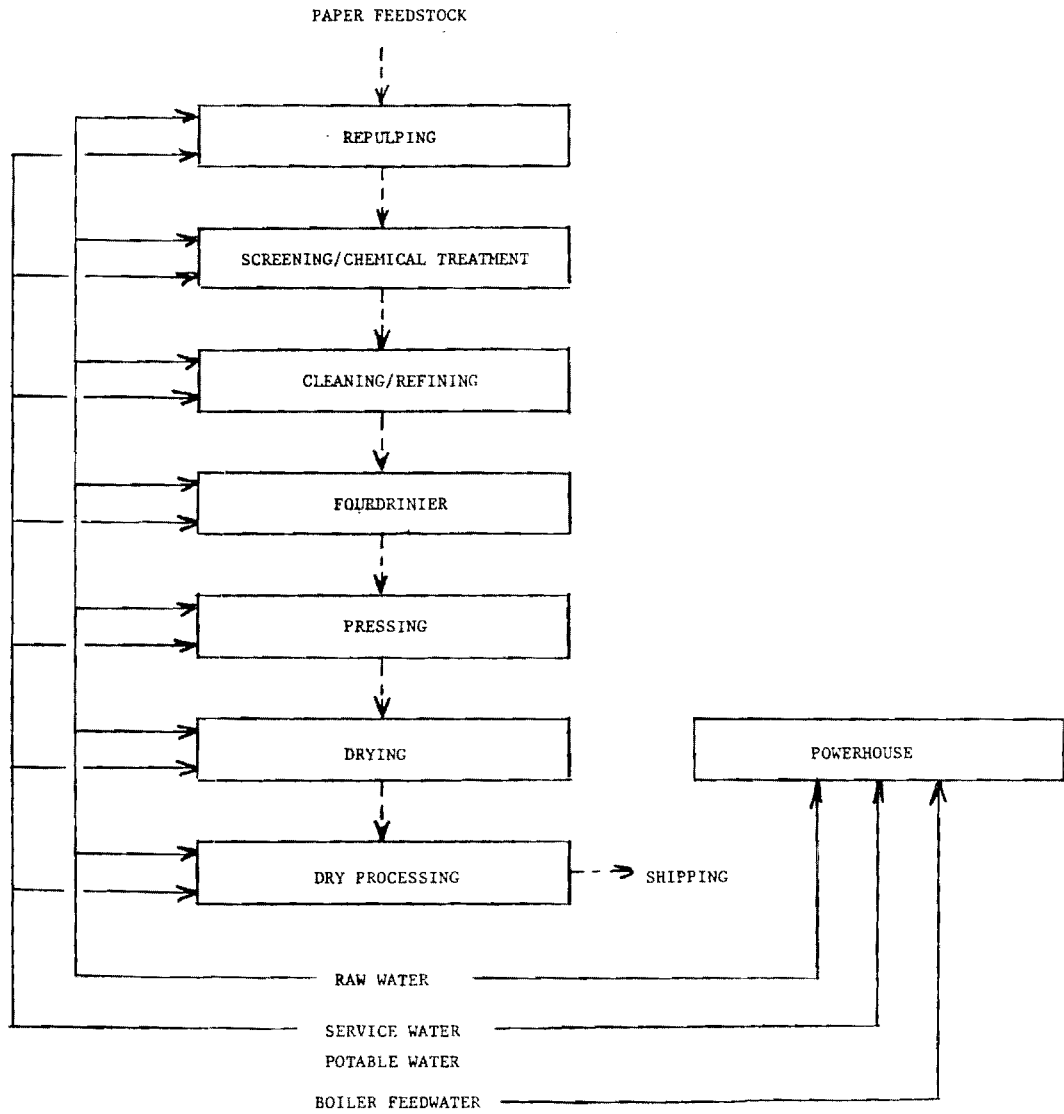 PAPER FEEDSTOCK
REPULPING
SCREENING/CHEMICAL TREATMENT
CLEANING/REFINING
FOURDRINIER
PRESSING
DRYING
POWERHOUSE
DRY PROCESSING
SHIPPING
RAW WATER
SERVICE WATER
POTABLE WATER
BOILER FEEDWATER